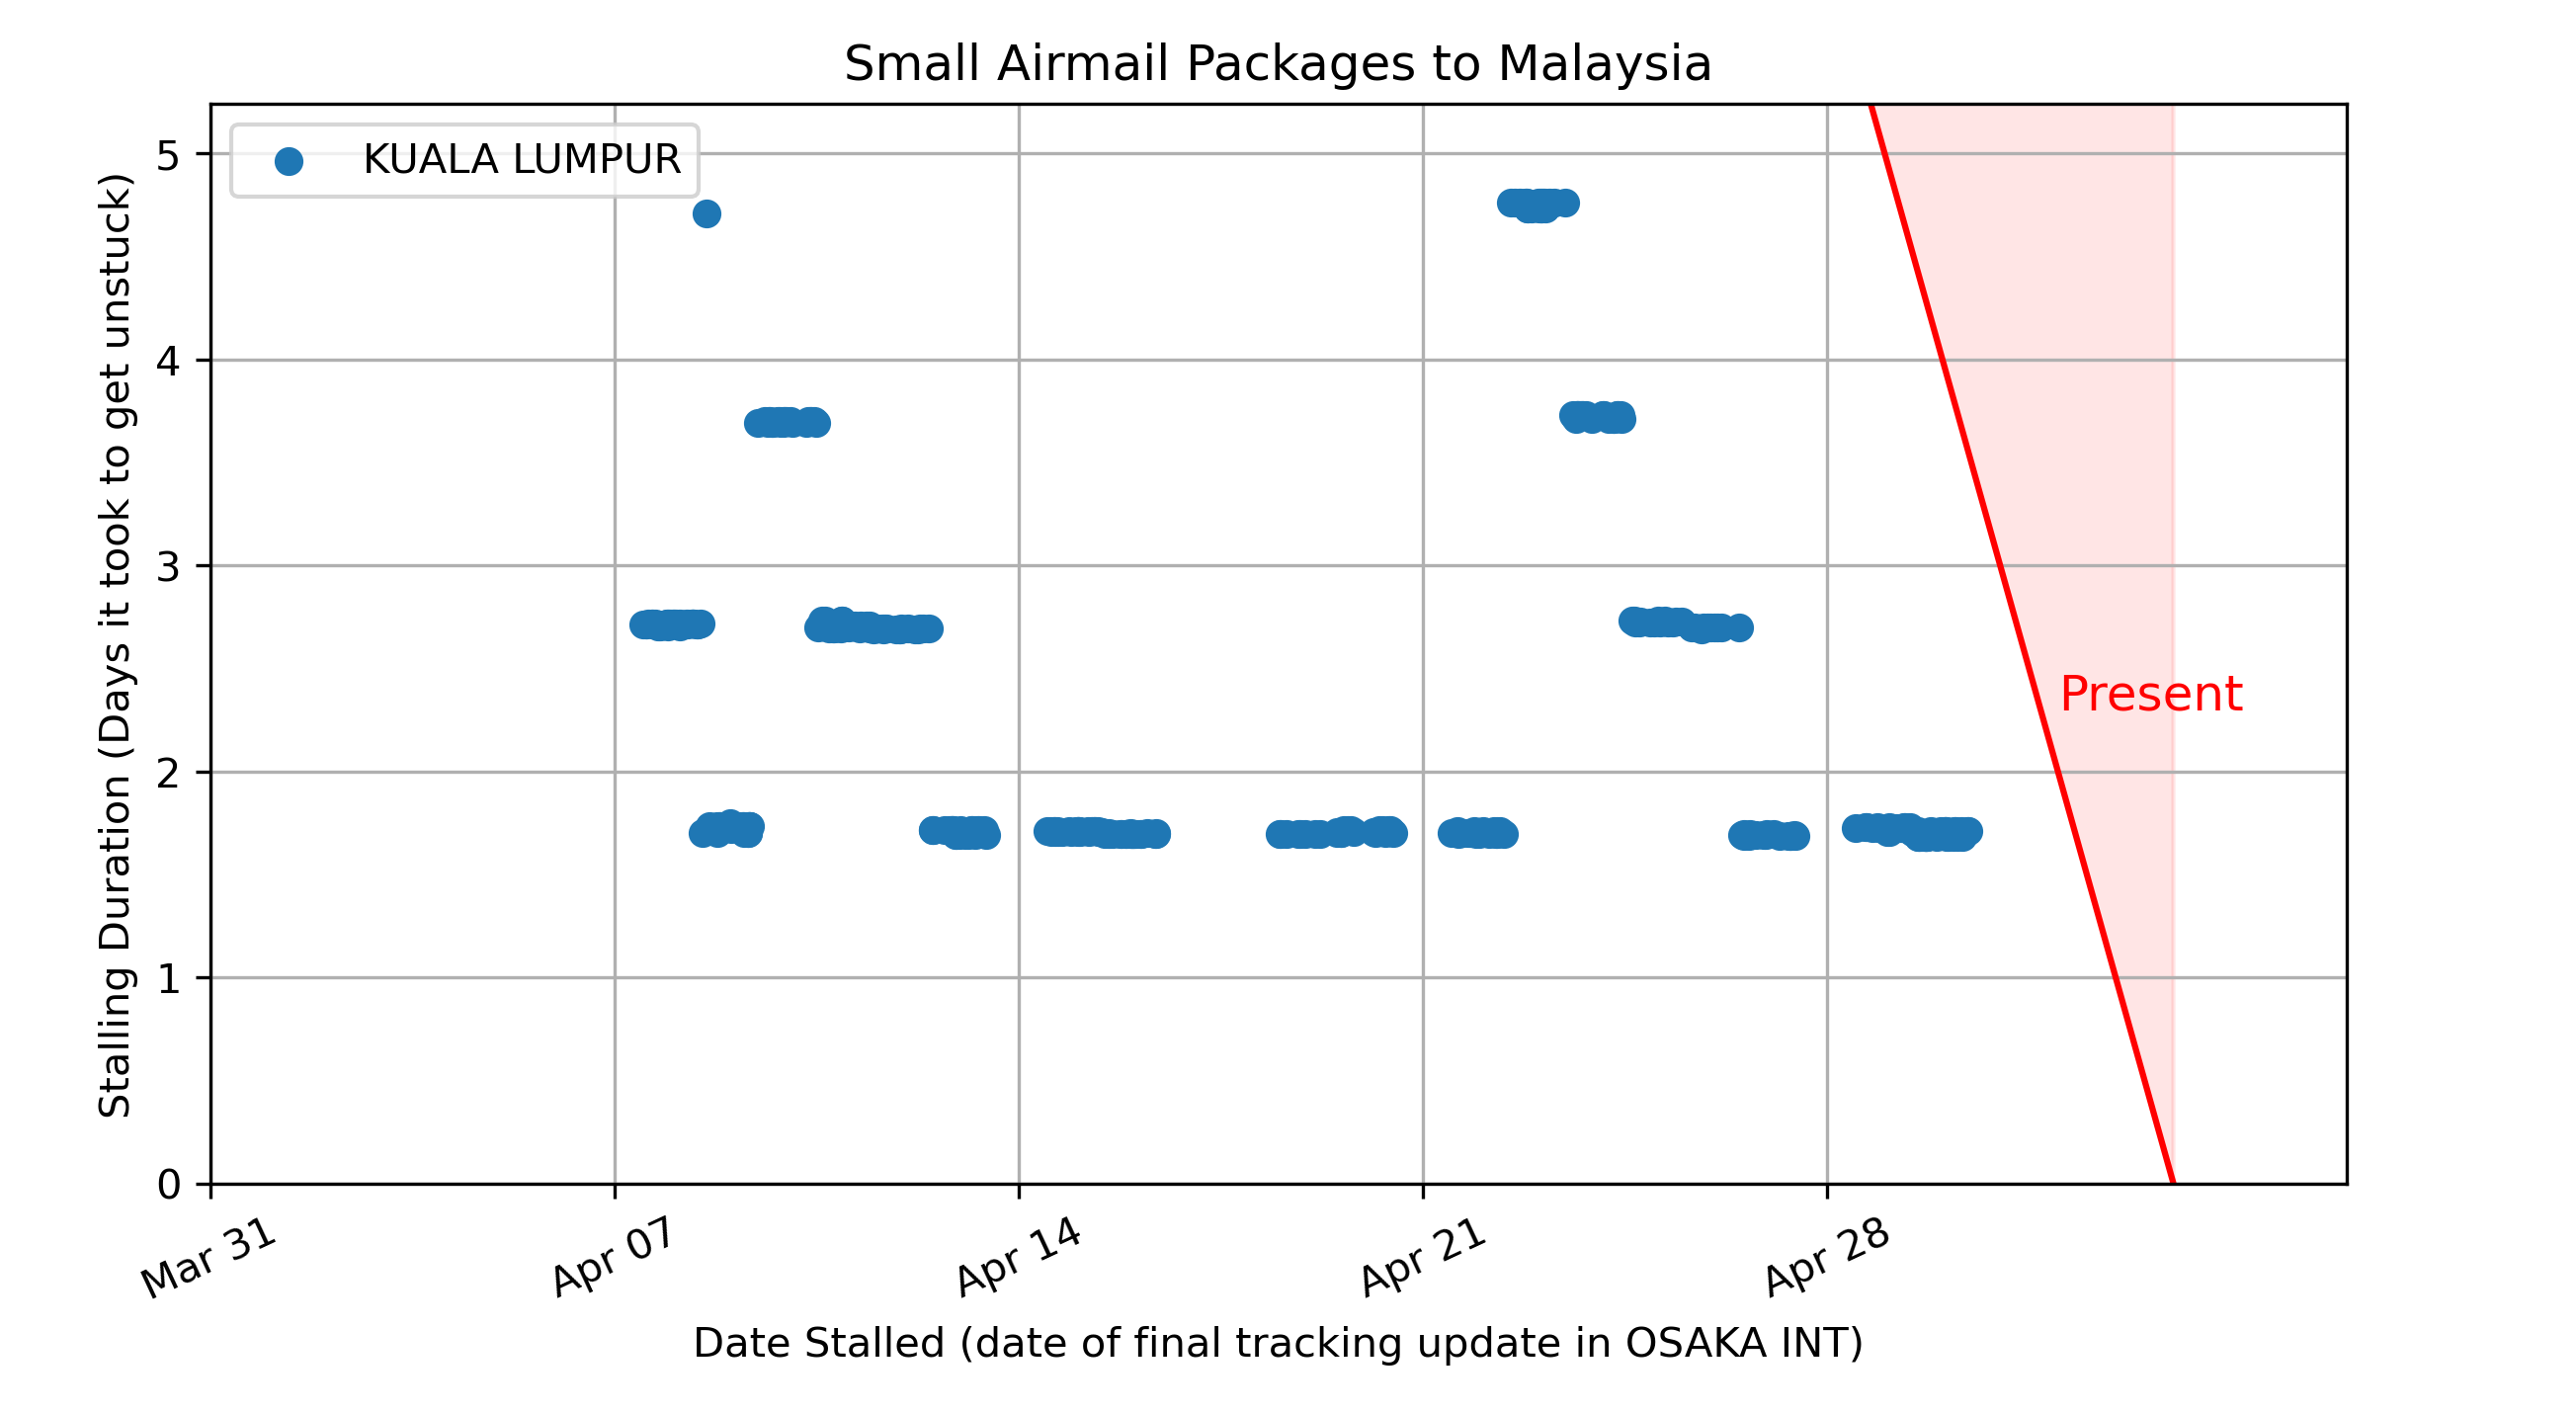 Small Airmail Packages to Malaysia
KUALA LUMPUR
Stalling Duration (Days it took to get unstuck)
5
4
3
2
1
0
Present
Mar 31
Apr 07
Apr 14
Apr 21
Apr 28
Date Stalled (date of final tracking update in OSAKA INT)